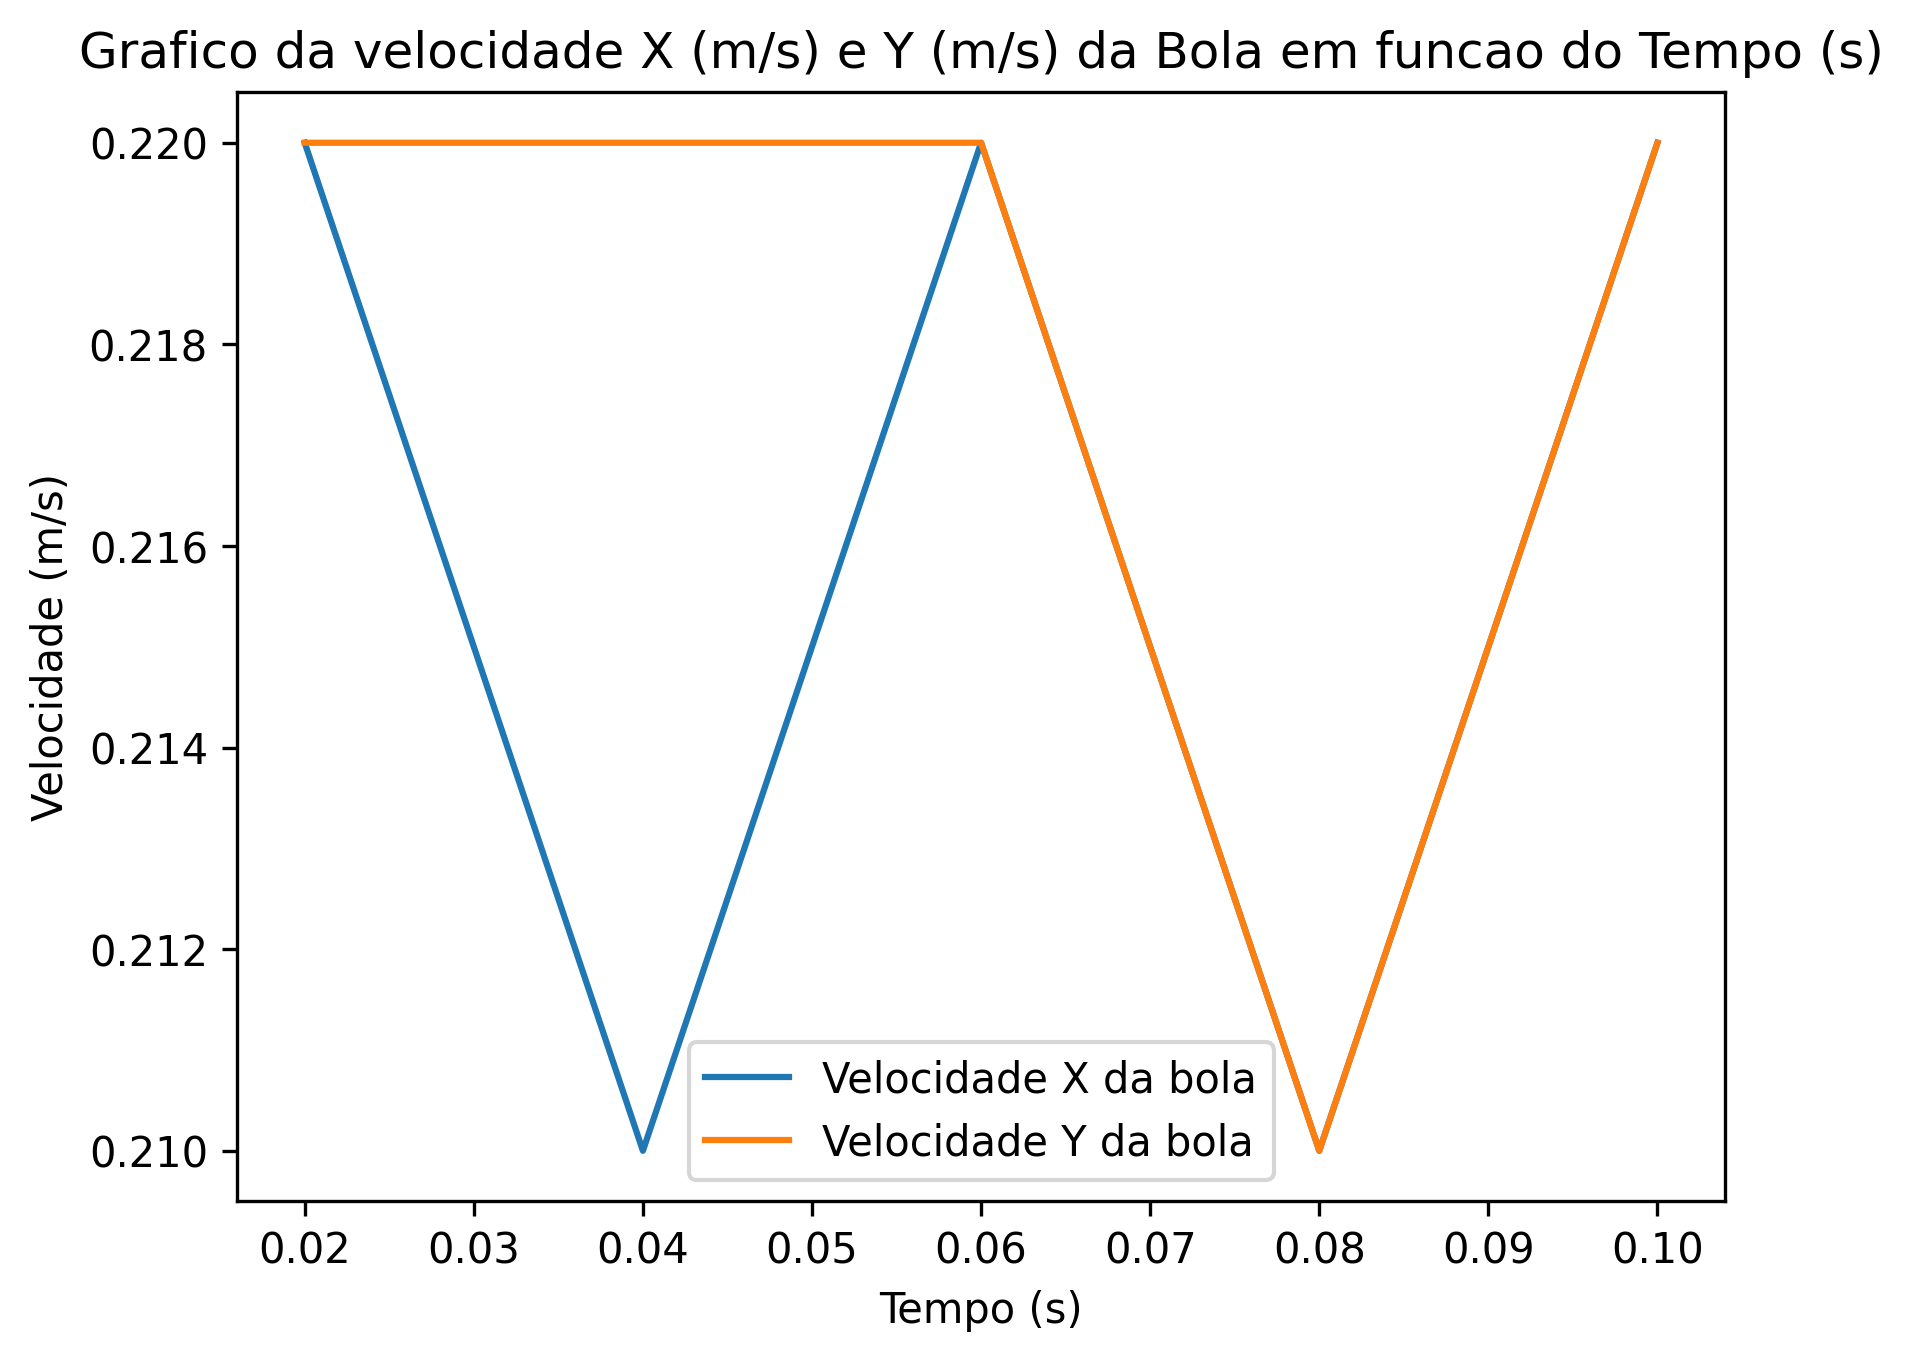 Grafico da velocidade X (m/s) e Y (m/s) da Bola em funcao do Tempo (s)
0.220
0.218
0.216
0.214
0.212
0.210
Velocidade (m/s)
Velocidade X da bola
Velocidade Y da bola
0.02 0.03 0.04 0.05 0.06 0.07 0.08 0.09 0.10
Tempo (s)